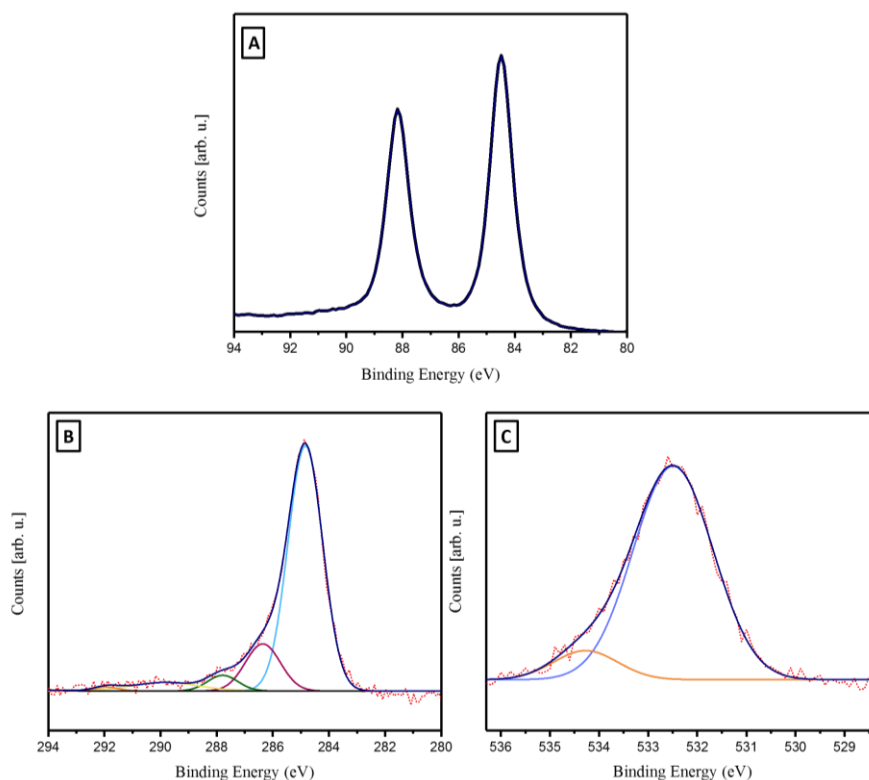 A
Counts [arb. u.]
94 92 90 88 86 84 82 80
Binding Energy (eV)
B
Counts [arb. u.]
294 292 290 288 286 284 282 280
Binding Energy (eV)
C
Counts [arb. u.]
536 535 534 533 532 531 530 529
Binding Energy (eV)